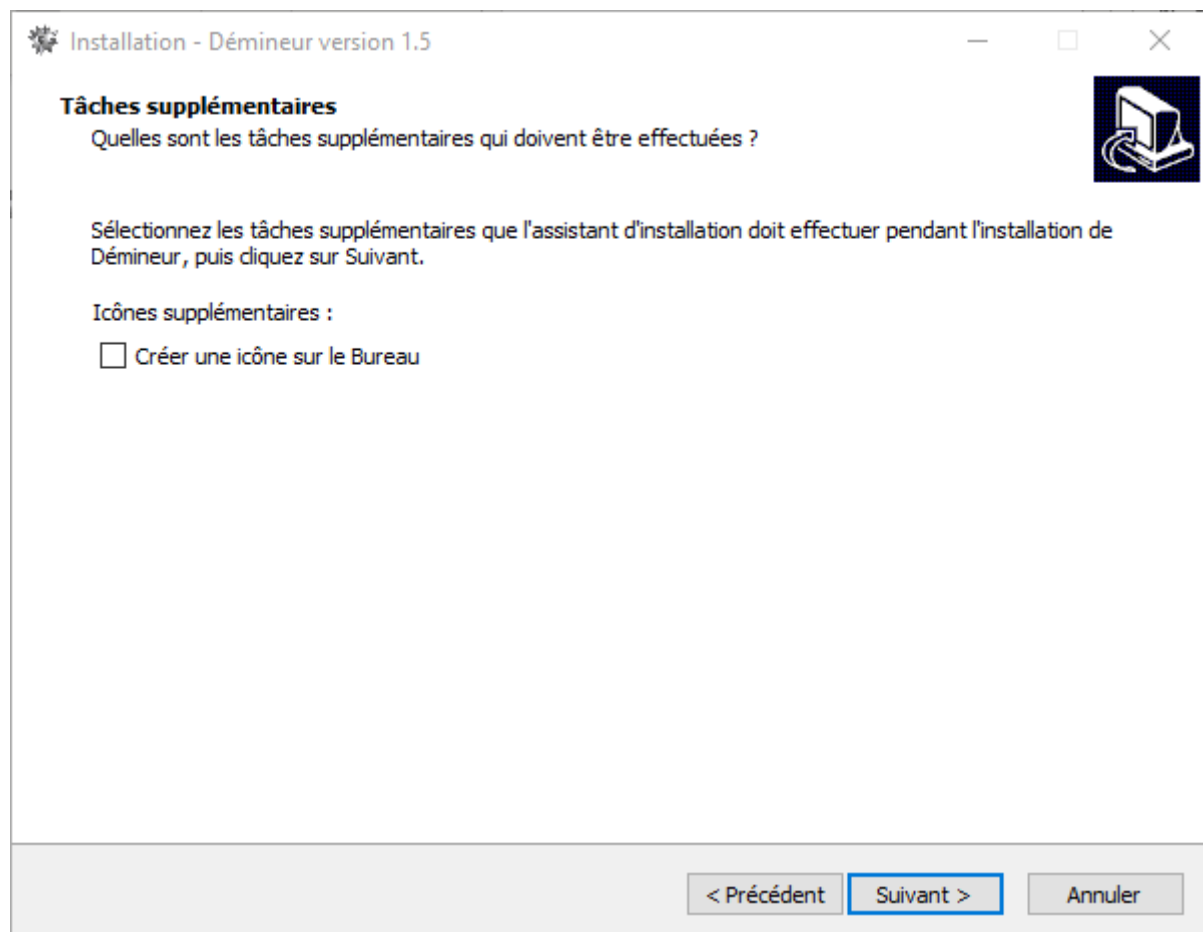 Installation - Démineur version 1.5
Tâches supplémentaires
Quelles sont les tâches supplémentaires qui doivent être effectuées ?
Sélectionnez les tâches supplémentaires que l'assistant d'installation doit effectuer pendant l'installation de
Démineur, puis cliquez sur Suivant.
Icônes supplémentaires :
Créer une icône sur le Bureau
< Précédent Suivant > Annuler